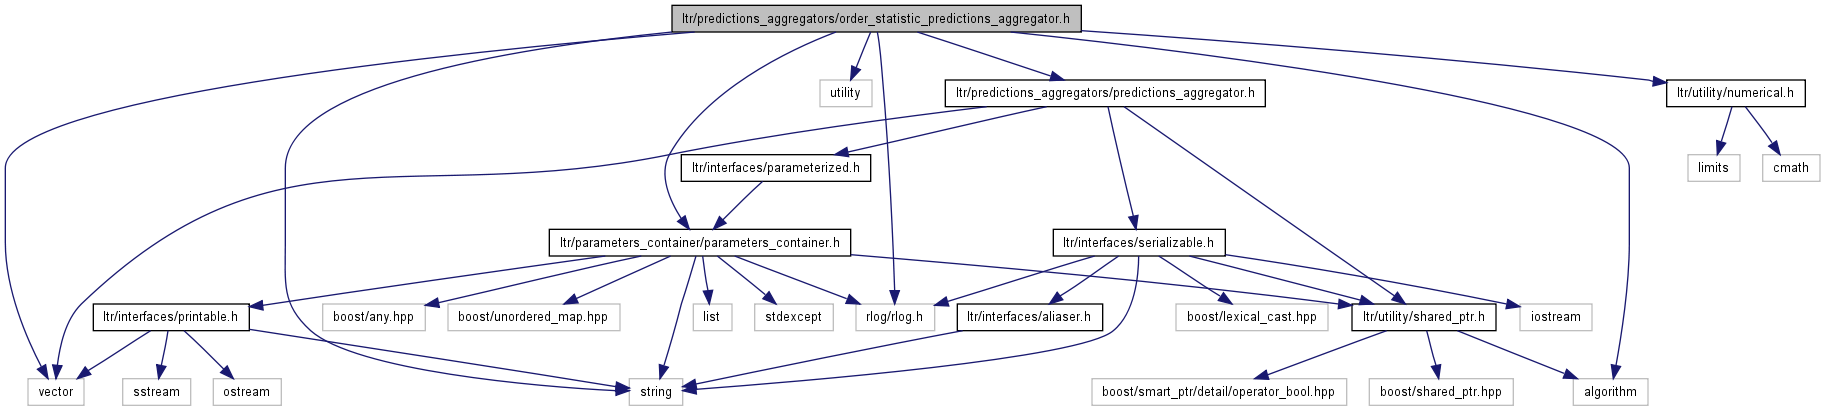 ltr/predictions_aggregators/order_statistic_predictions_aggregator.h
utility
ltr/predictions_aggregators/predictions_aggregator.h
ltr/utility/numerical.h
ltr/interfaces/parameterized.h
limits
cmath
ltr/parameters_container/parameters_container.h
ltr/interfaces/serializable.h
ltr/interfaces/printable.h
boost/any.hpp
boost/unordered_map.hpp
list
stdexcept
rlog/rlog.h
ltr/interfaces/aliaser.h
boost/lexical_cast.hpp
ltr/utility/shared_ptr.h
iostream
vector
sstream
ostream
string
boost/smart_ptr/detail/operator_bool.hpp
boost/shared_ptr.hpp
algorithm